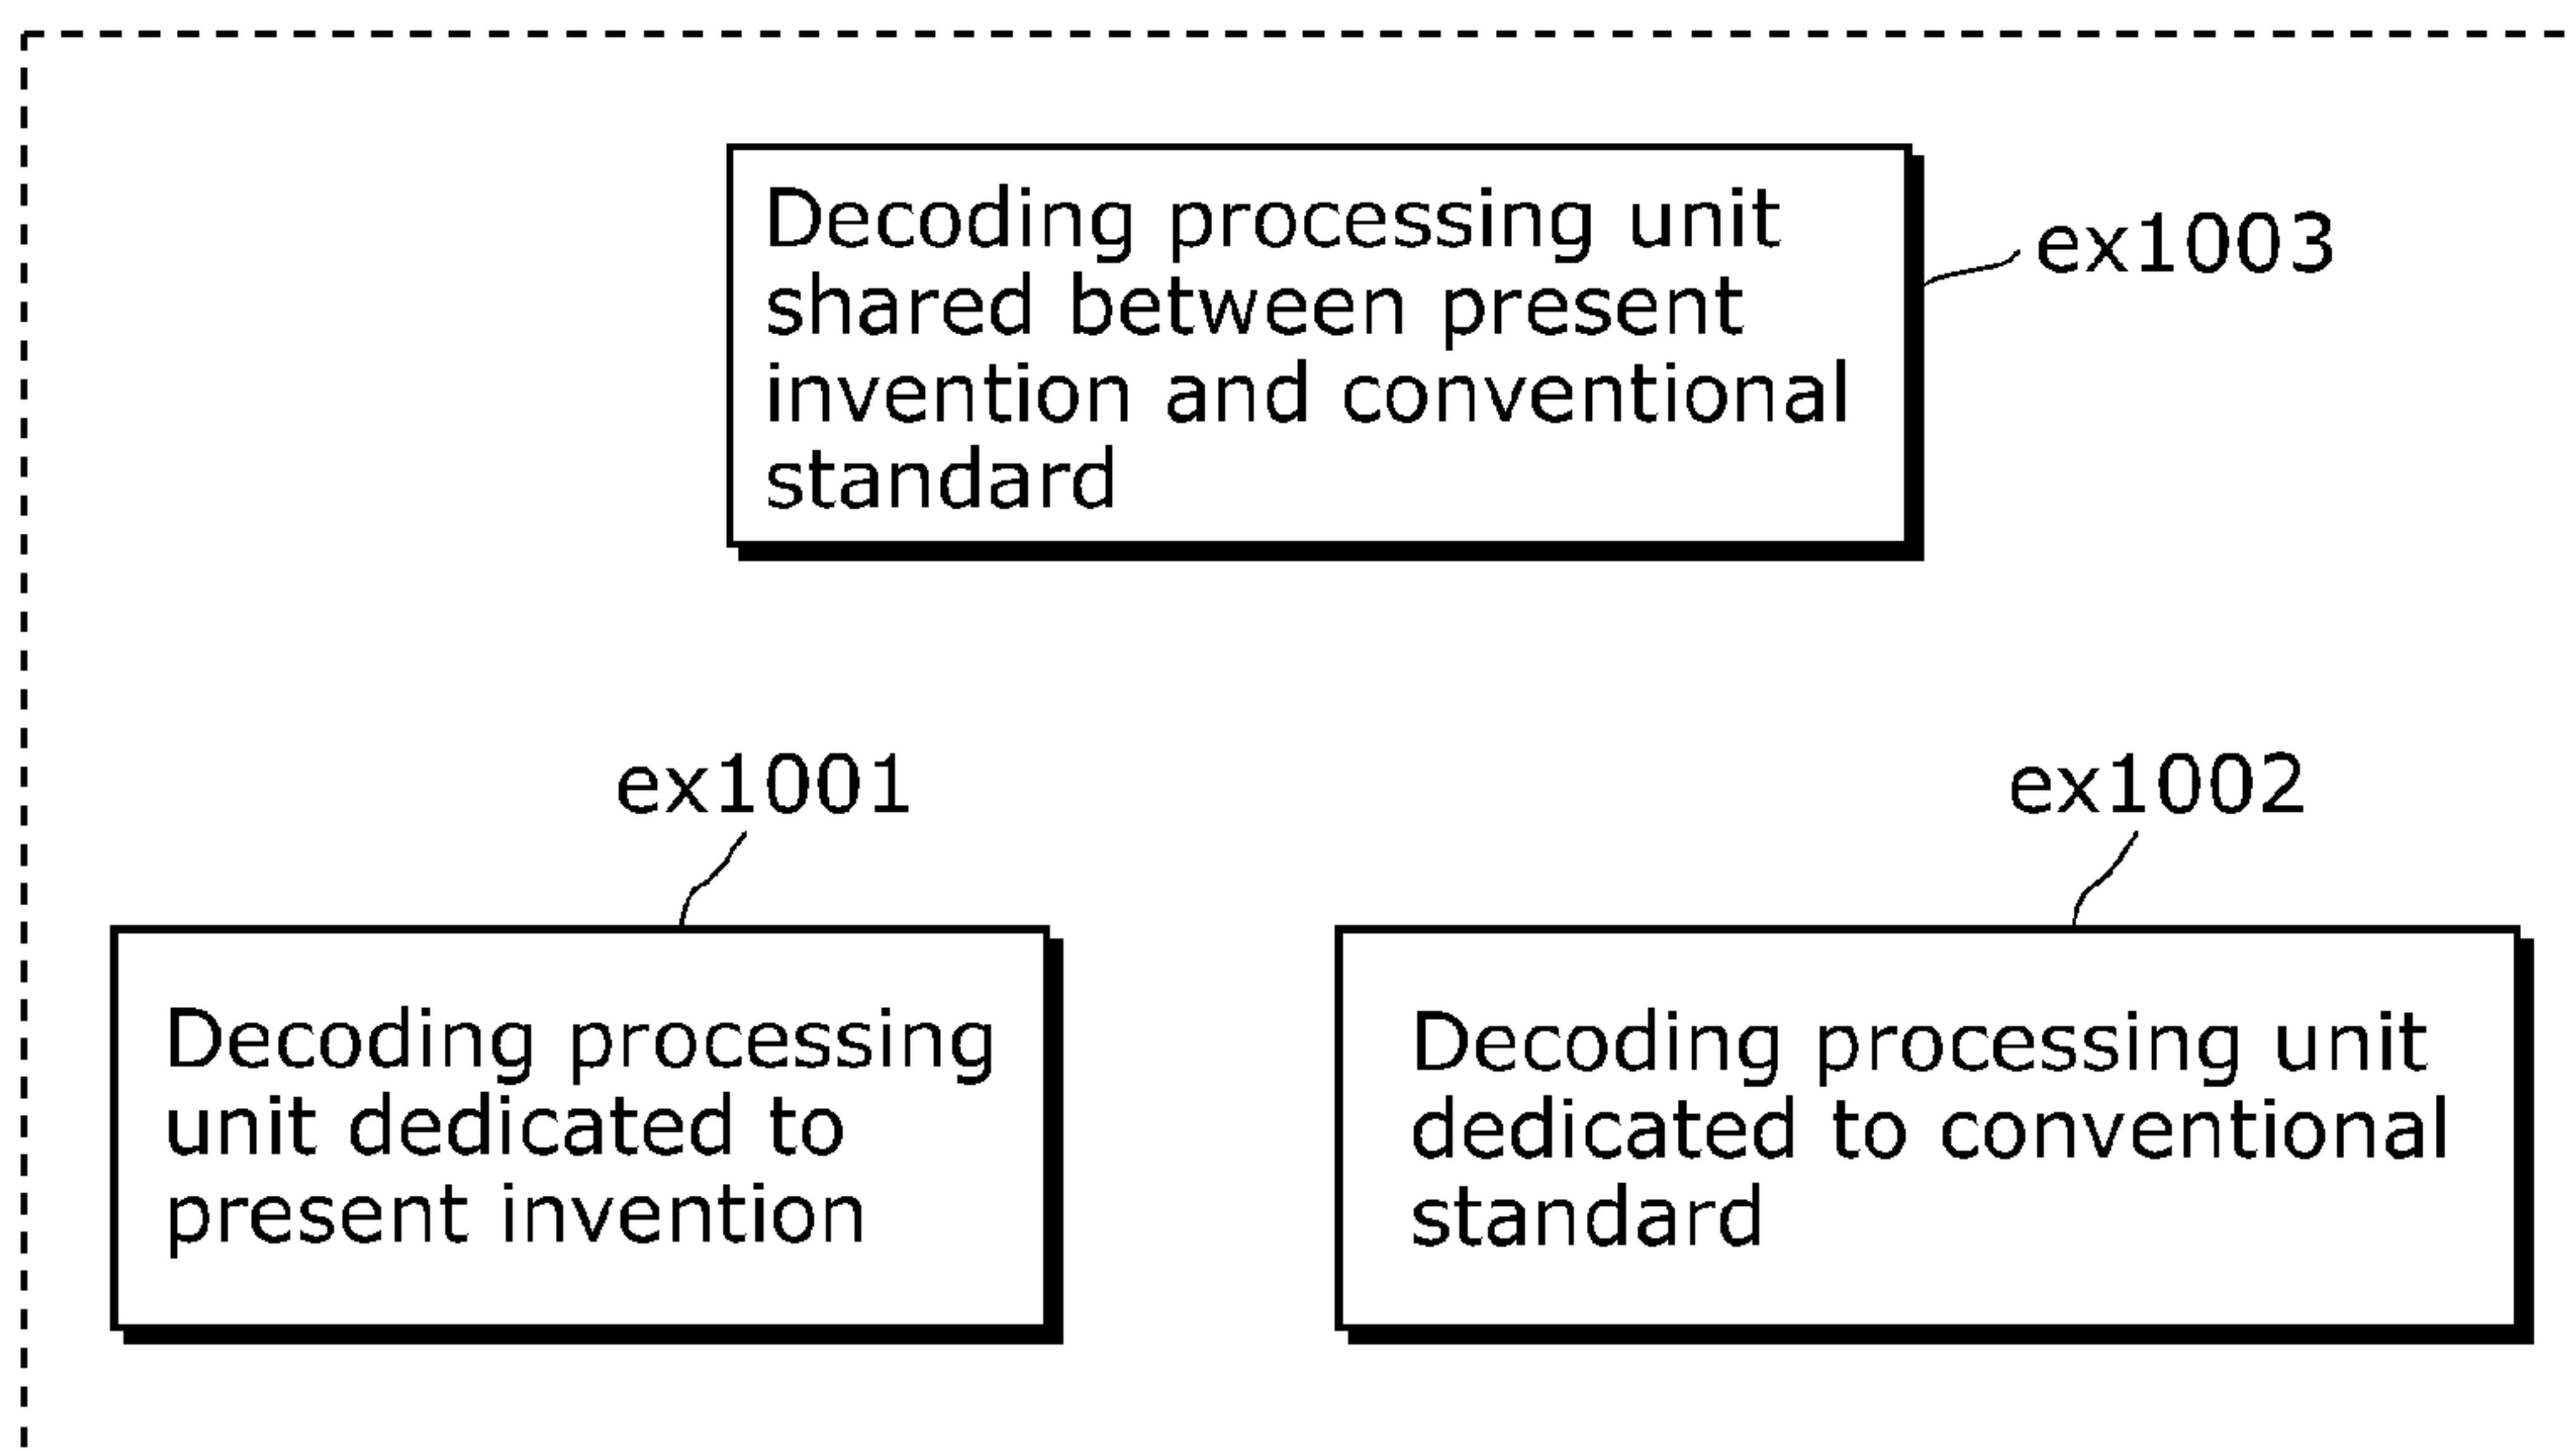 Decoding processing unit
shared between present
invention and conventional
standard
ex1003
ex1001
Decoding processing
unit dedicated to
present invention
ex1002
Decoding processing unit
dedicated to conventional
standard